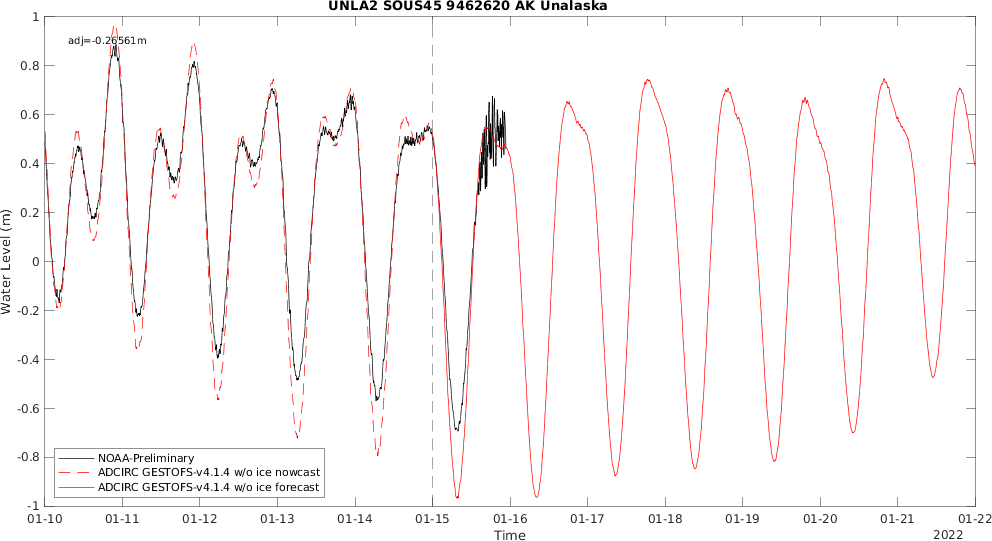 UNLA2 SOUS45 9462620 AK Unalaska
adj=-0.26561m
Water Level (m)
1
0.8
0.6
0.4
0.2
0
-0.2
-0.4
-0.6
-0.8
-1
NOAA-Preliminary
ADCIRC GESTOFS-v4.1.4 w/o ice nowcast
ADCIRC GESTOFS-v4.1.4 w/o ice forecast
01-10 01-11 01-12 01-13 01-14 01-15 01-16 01-17 01-18 01-19 01-20 01-21 01-22
Time
2022